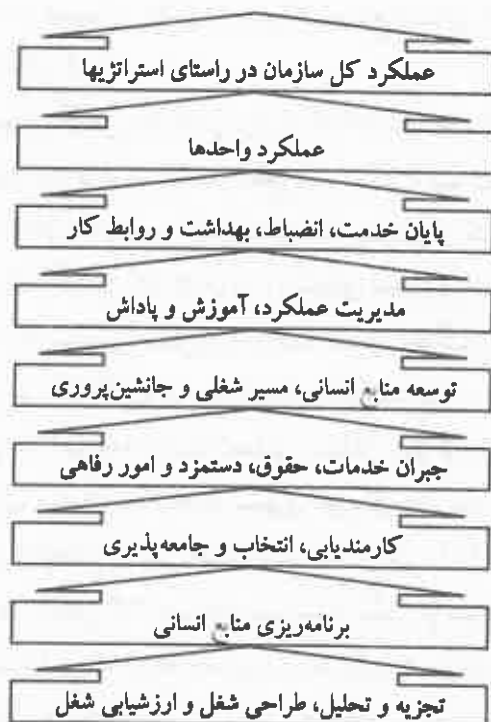 عملکرد کل سازمان در راستای استراتژیها
عملکرد واحدها
پایان خدمت، انضباط، بهداشت و روابط کار
مدیریت عملکرد، آموزش و پاداش
توسعه منابع انسانی، مسیر شغلی و جانشین‌پروری
جبران خدمات، حقوق، دستمزد و امور رفاهی
کارمندیابی، انتخاب و جامعه‌پذیری
برنامه‌ریزی منابع انسانی
تجزیه و تحلیل، طراحی شغل و ارزشیابی شغل